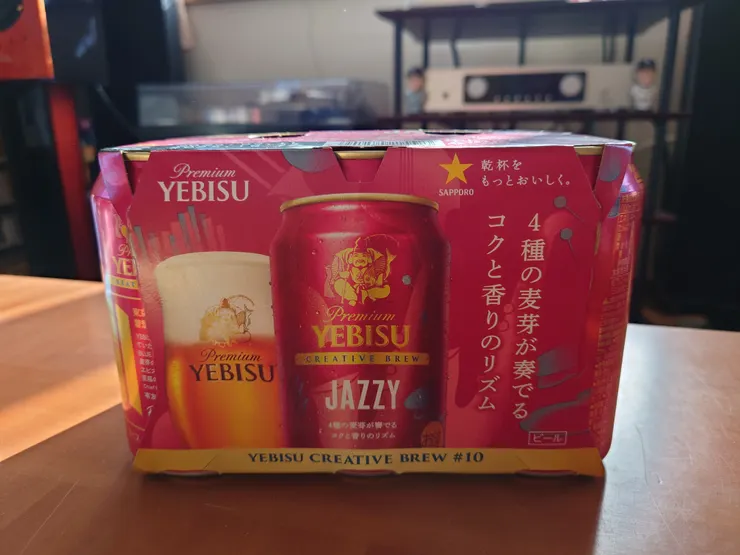 Premium
YEBISU
SAPPORO
乾杯を
もっとおいしく。
4種の麦芽が奏でる
コクと香りのリズム
Premium
YEBISU
Premium
YEBISU
CREATIVE BREW
JAZZY
4種の麦芽が奏でる
コクと香りのリズム
ビール
YEBISU CREATIVE BREW #10